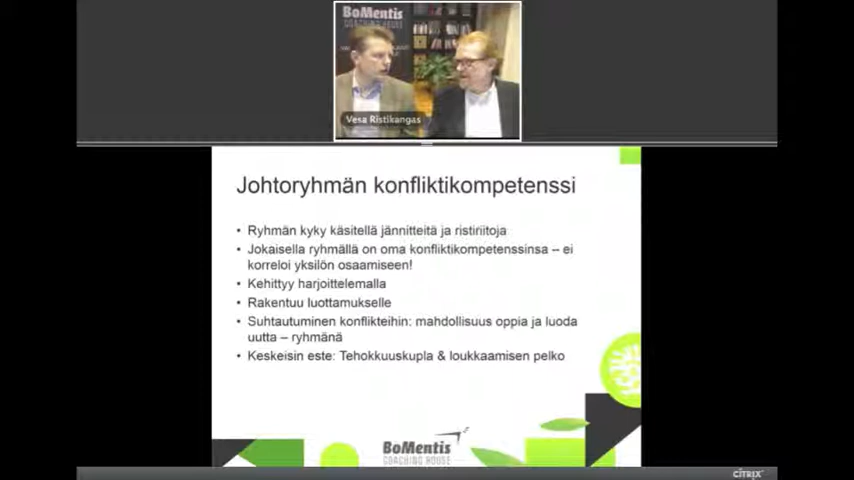 BoMentis
COACHING HOUSE
Vesa Ristikangas
Johtoryhmän konfliktikompetenssi
• Ryhmän kyky käsitellä jännitteitä ja ristiriitoja
• Jokaisella ryhmällä on oma konfliktikompetenssinsa – ei
korreloi yksilön osaamiseen!
• Kehittyy harjoittelemalla
• Rakentuu luottamukselle
• Suhtautuminen konflikteihin: mahdollisuus oppia ja luoda
uutta – ryhmänä
• Keskeisin este: Tehokkuuskupla & loukkaamisen pelko
BoMentis
COACHING HOUSE
CITRIX